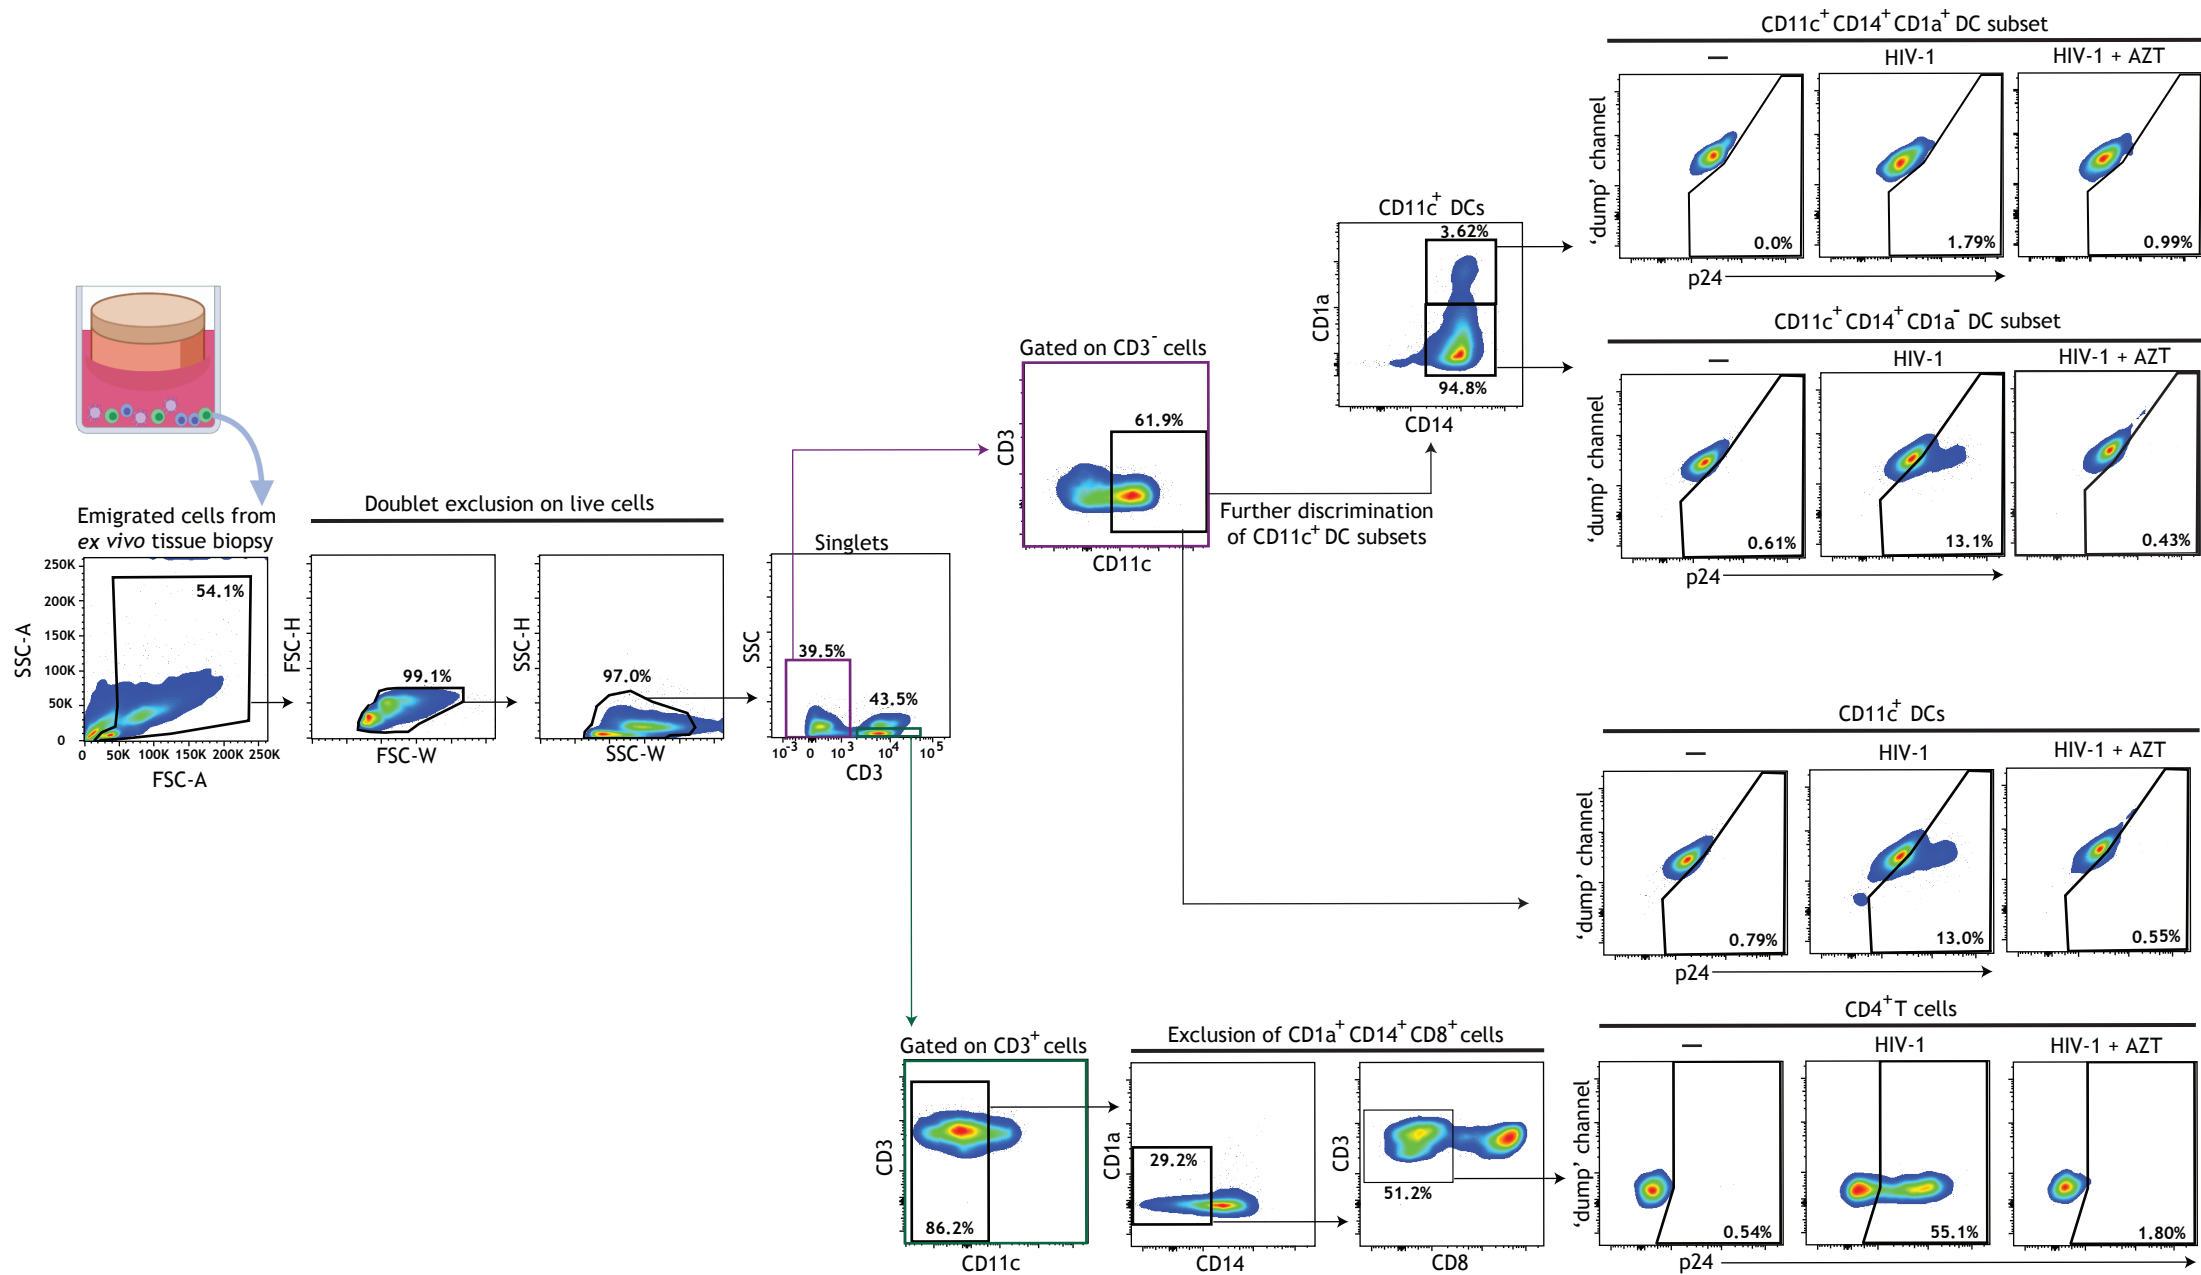 CD11c+ CD14+ CD1a+ DC subset
— HIV-1 HIV-1 + AZT
'dump' channel
0.0% 1.79% 0.99%
p24
CD11c+ DCs
3.62%
CD1a
94.8%
CD14
CD11c+ CD14+ CD1a- DC subset
— HIV-1 HIV-1 + AZT
'dump' channel
0.61% 13.1% 0.43%
p24
Gated on CD3- cells
61.9%
CD3
CD11c
Further discrimination
of CD11c+ DC subsets
Emigrated cells from
ex vivo tissue biopsy
250K
200K
150K
100K
50K
0
SSC-A
54.1%
0 50K 100K 150K 200K 250K
FSC-A
Doublet exclusion on live cells
FSC-H
99.1%
FSC-W
SSC-H
97.0%
SSC-W
Singlets
SSC
39.5%
43.5%
10-3 0 103 104 105
CD3
CD11c+ DCs
— HIV-1 HIV-1 + AZT
'dump' channel
0.79% 13.0% 0.55%
p24
Gated on CD3+ cells
CD3
86.2%
CD11c
Exclusion of CD1a+ CD14+ CD8+ cells
CD1a
29.2%
CD14
CD3
51.2%
CD8
CD4+ T cells
— HIV-1 HIV-1 + AZT
'dump' channel
0.54% 55.1% 1.80%
p24